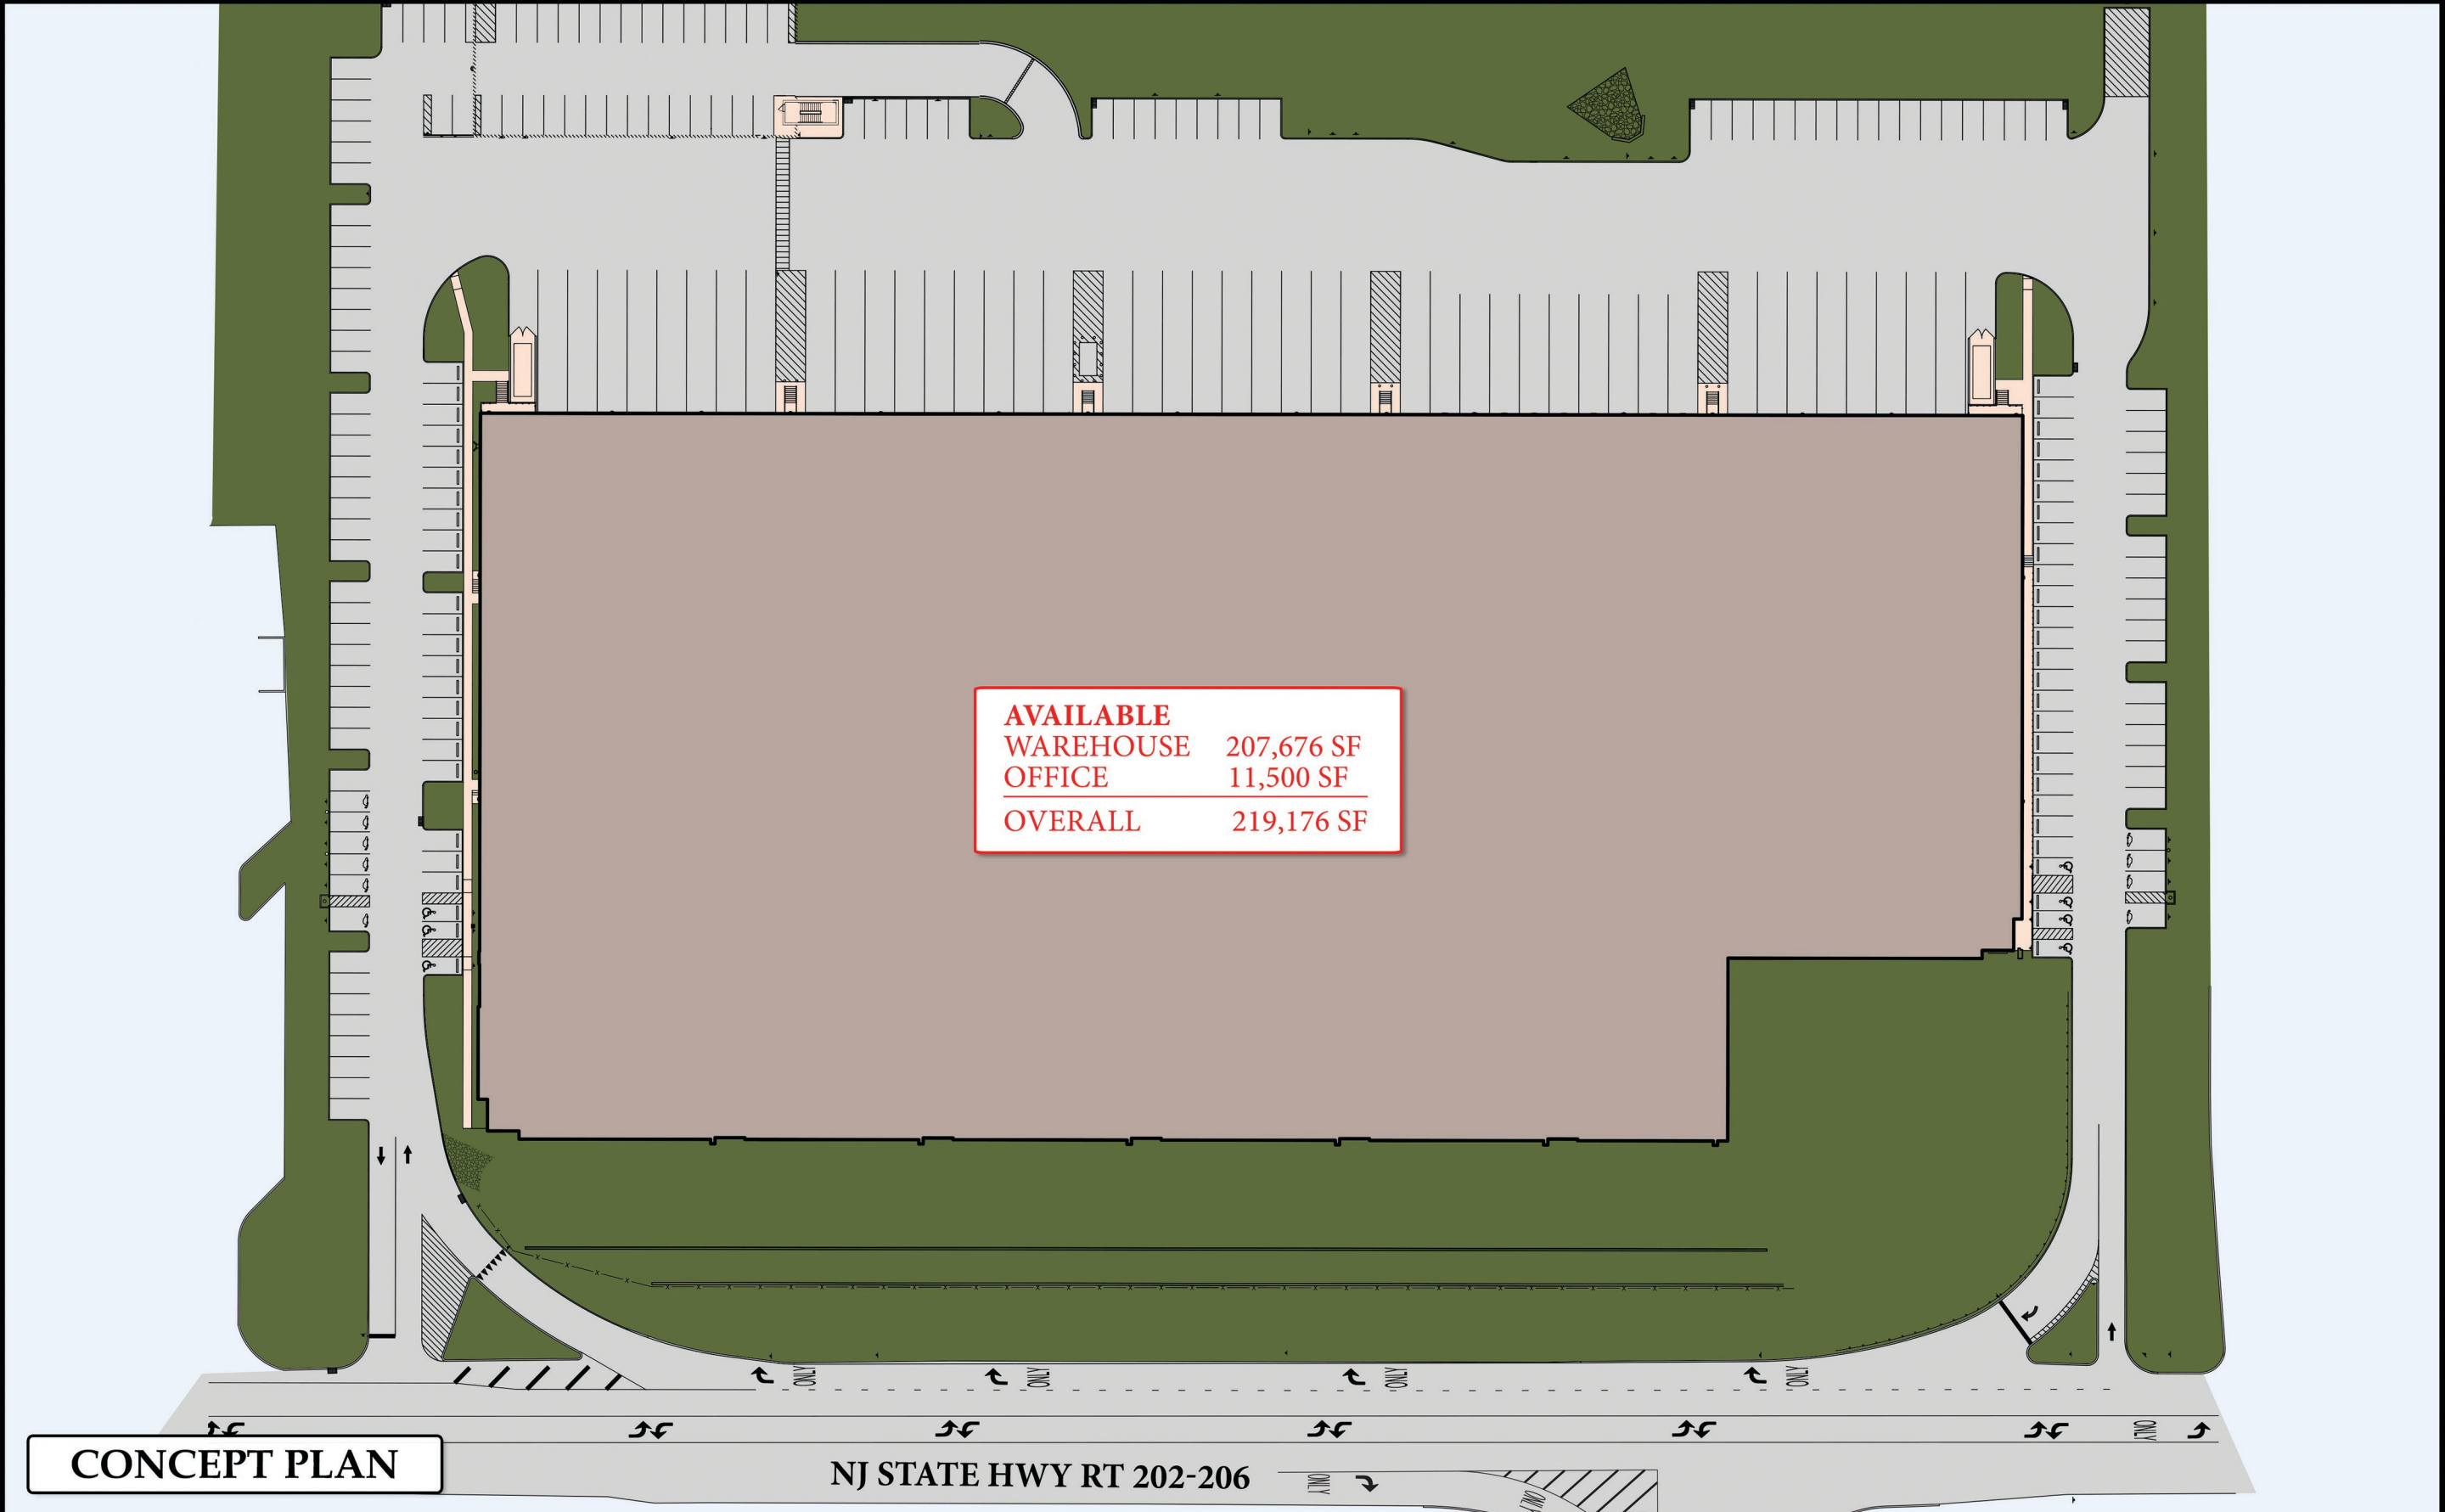 AVAILABLE
WAREHOUSE 207,676 SF
OFFICE 11,500 SF
OVERALL 219,176 SF
ONLY
ONLY
ONLY
ONLY
ONLY
CONCEPT PLAN
NJ STATE HWY RT 202-206
ONLY
ONLY